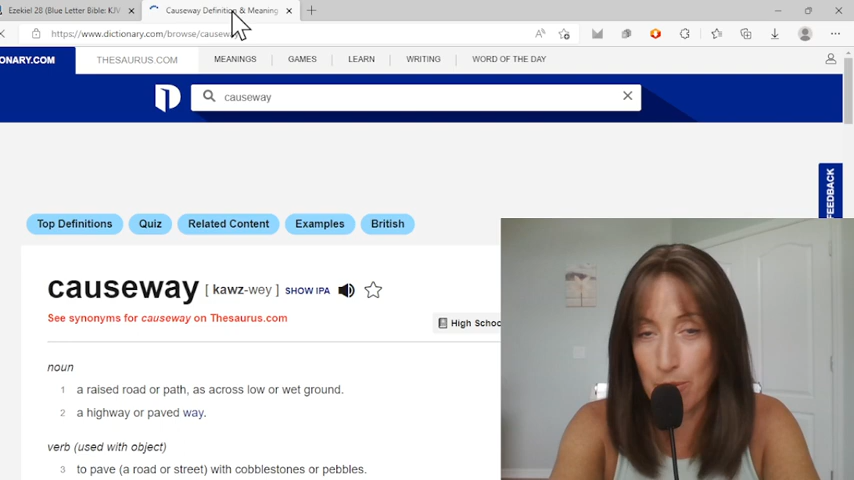 Ezekiel 28 (Blue Letter Bible: KJV
Causeway Definition & Meaning
https://www.dictionary.com/browse/causew
ONARY.COM
THESAURUS.COM
MEANINGS
GAMES
LEARN
WRITING
WORD OF THE DAY
causeway
FEEDBACK
Top Definitions
Quiz
Related Content
Examples
British
causeway [ kawz-wey ] SHOW IPA
See synonyms for causeway on Thesaurus.com
High Schoo
noun
1 a raised road or path, as across low or wet ground.
2 a highway or paved way.
verb (used with object)
3 to pave (a road or street) with cobblestones or pebbles.